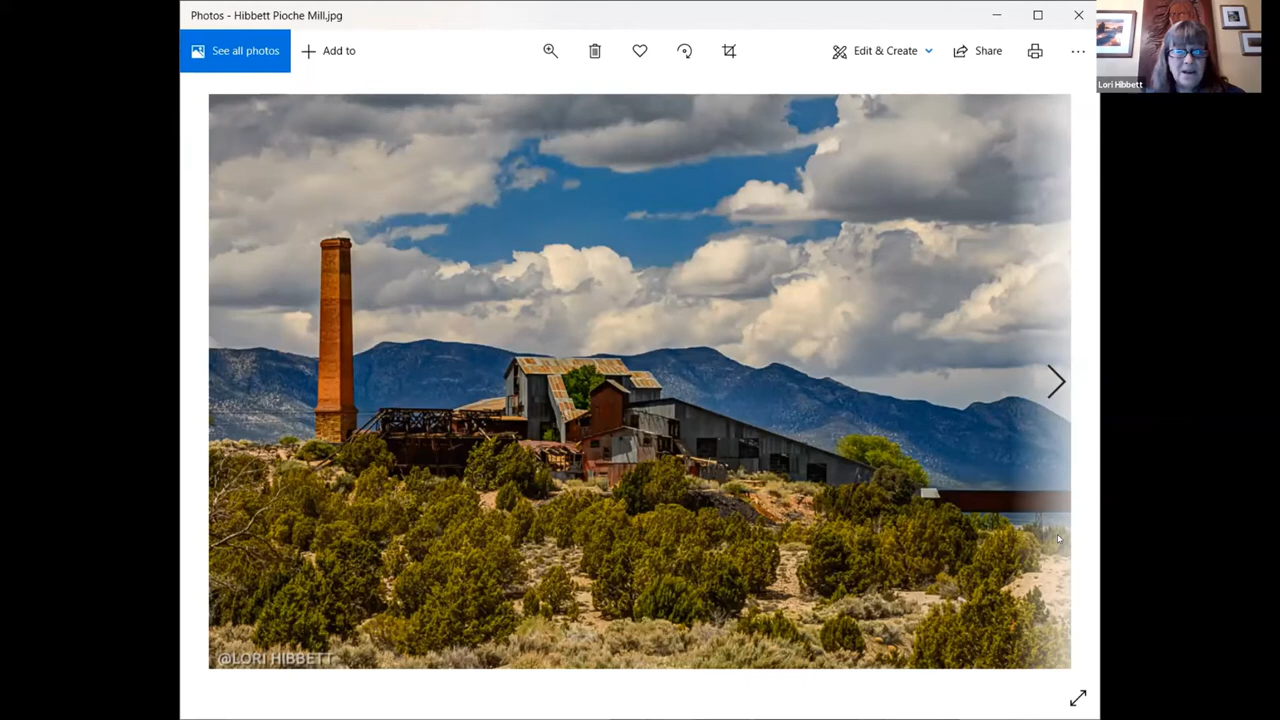 Photos - Hibbett Pioche Mill.jpg
See all photos
Add to
Edit & Create
Share
Lori Hibbett
@LORI HIBBETT